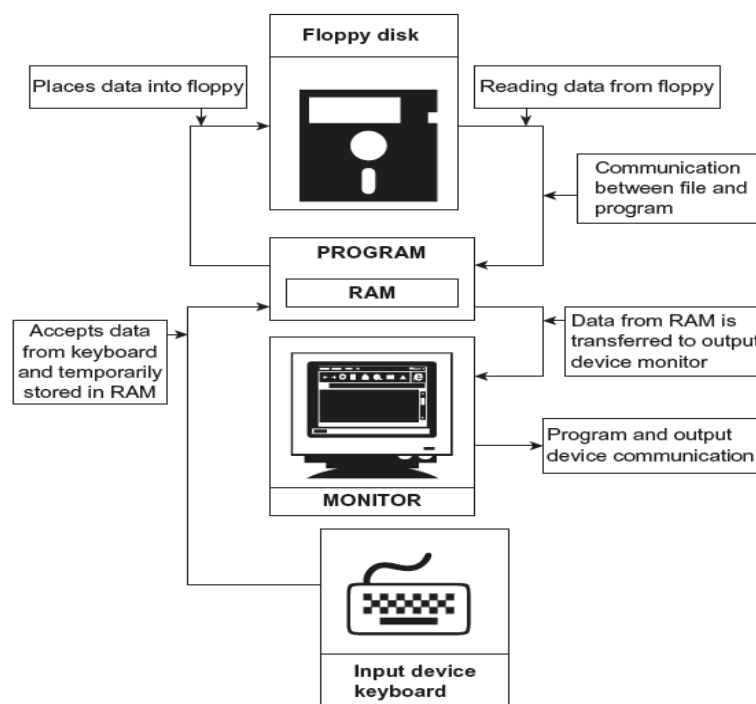 Floppy disk
Places data into floppy
Reading data from floppy
Communication
between file and
program
PROGRAM
RAM
Accepts data
from keyboard
and temporarily
stored in RAM
Data from RAM is
transferred to output
device monitor
Program and output
device communication
MONITOR
Input device
keyboard